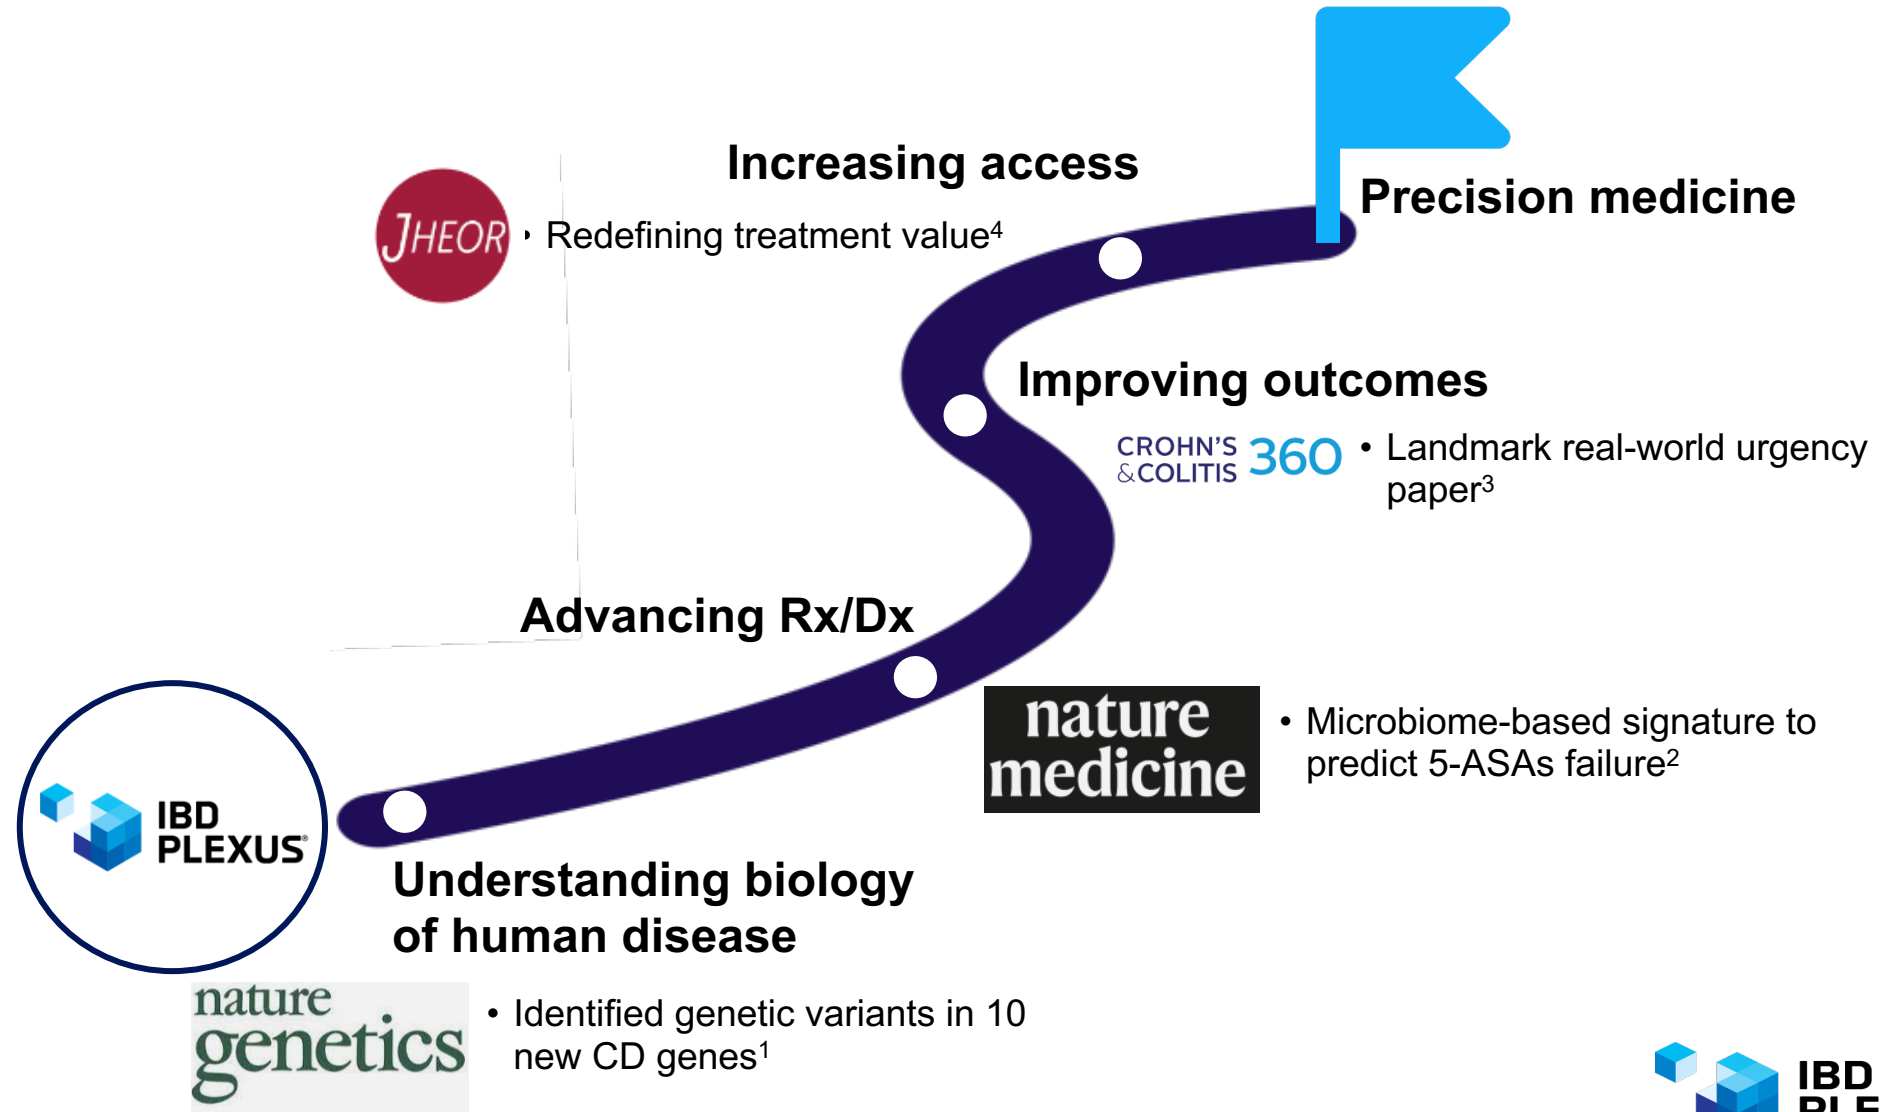 Increasing access
JHEOR
• Redefining treatment value⁴
Precision medicine
Improving outcomes
CROHN'S
&COLITIS 360
• Landmark real-world urgency
paper³
Advancing Rx/Dx
nature
medicine
• Microbiome-based signature to
predict 5-ASAs failure²
IBD
PLEXUS®
Understanding biology
of human disease
nature
genetics
• Identified genetic variants in 10
new CD genes¹
IBD